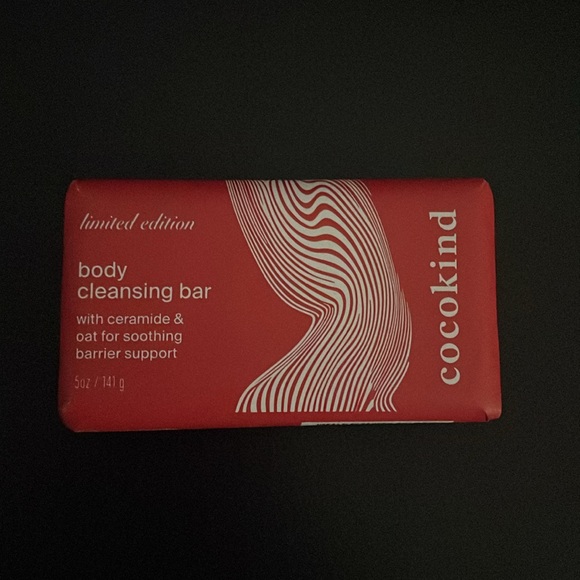 limited edition
body
cleansing bar
with ceramide &
oat for soothing
barrier support
5oz / 141 g
cocokind